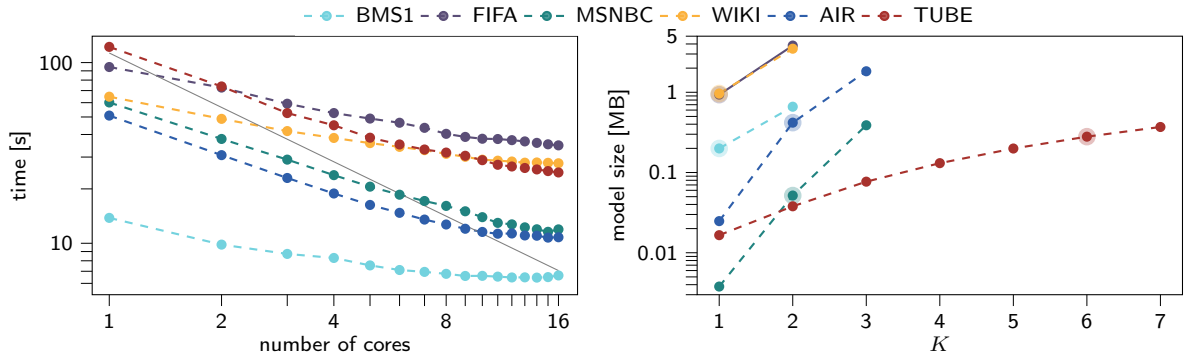 BMS1 FIFA MSNBC WIKI AIR TUBE
100
10
time [s]
1 2 4 8 16
number of cores
5
1
0.1
0.01
model size [MB]
1 2 3 4 5 6 7
K